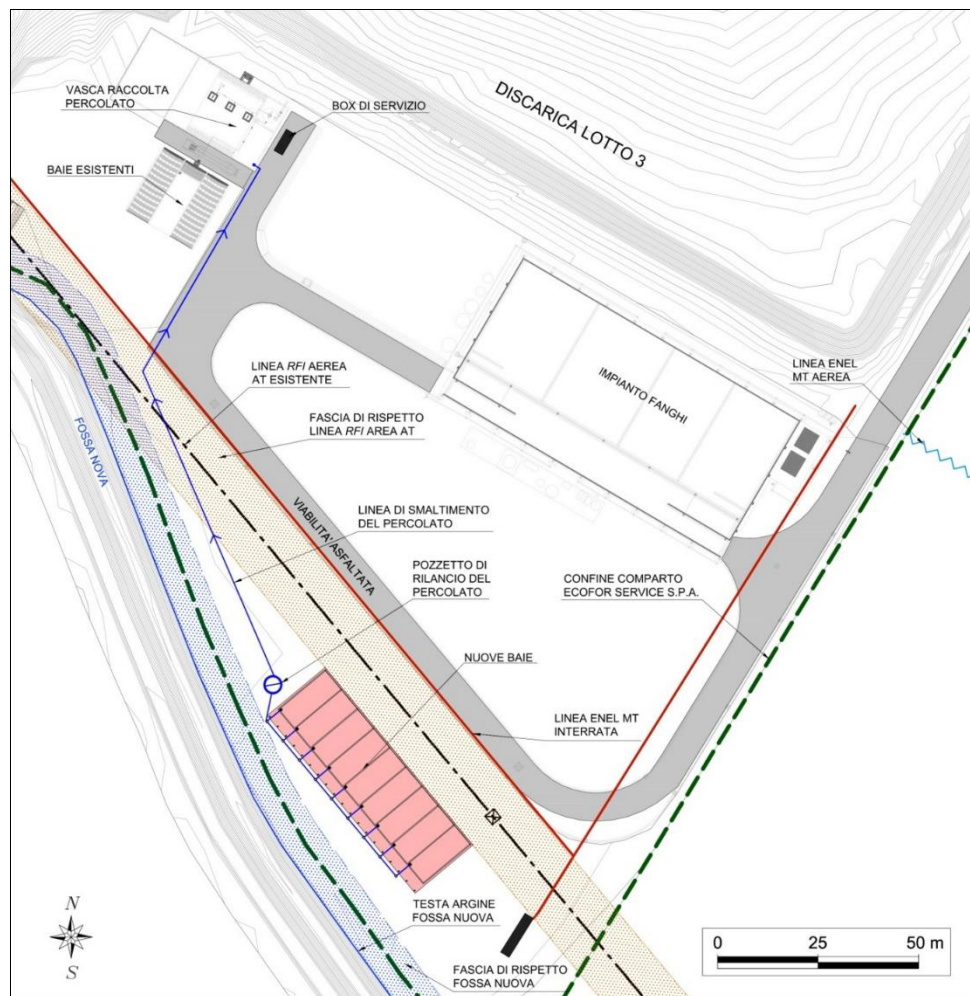 VASCA RACCOLTA
PERCOLATO
BOX DI SERVIZIO
DISCARICA LOTTO 3
BAIE ESISTENTI
LINEA RFI AEREA
AT ESISTENTE
LINEA ENEL
MT AEREA
IMPIANTO FANGHI
FASCIA DI RISPETTO
LINEA RFI AREA AT
FOSSA NOVA
LINEA DI SMALTIMENTO
DEL PERCOLATO
VIABILITA' ASFALTATA
POZZETTO DI
RILANCIO DEL
PERCOLATO
CONFINE COMPARTO
ECOFOR SERVICE S.P.A.
NUOVE BAIE
LINEA ENEL MT
INTERRATA
TESTA ARGINE
FOSSA NUOVA
FASCIA DI RISPETTO
FOSSA NUOVA
N
S
0 25 50 m